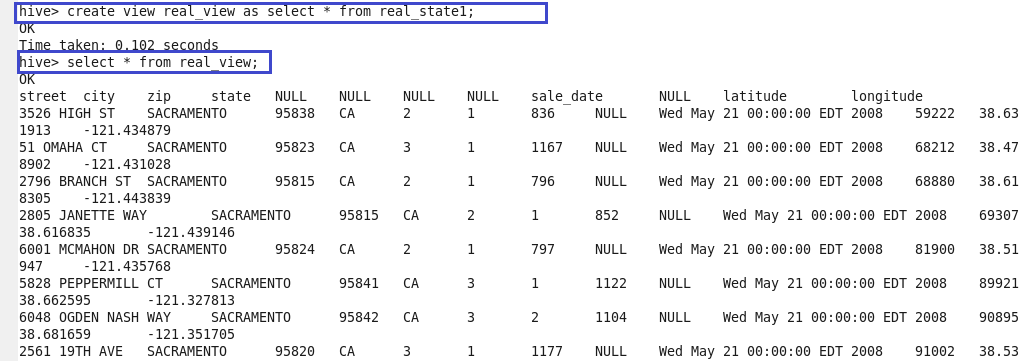 hive> create view real_view as select * from real_state1;
OK
Time taken: 0.102 seconds
hive> select * from real_view;
OK
street city zip state NULL NULL NULL NULL sale_date NULL latitude longitude
3526 HIGH ST SACRAMENTO 95838 CA 2 1 836 NULL Wed May 21 00:00:00 EDT 2008 59222 38.63
1913 -121.434879
51 OMAHA CT SACRAMENTO 95823 CA 3 1 1167 NULL Wed May 21 00:00:00 EDT 2008 68212 38.47
8902 -121.431028
2796 BRANCH ST SACRAMENTO 95815 CA 2 1 796 NULL Wed May 21 00:00:00 EDT 2008 68880 38.61
8305 -121.443839
2805 JANETTE WAY SACRAMENTO 95815 CA 2 1 852 NULL Wed May 21 00:00:00 EDT 2008 69307
38.616835 -121.439146
6001 MCMAHON DR SACRAMENTO 95824 CA 2 1 797 NULL Wed May 21 00:00:00 EDT 2008 81900 38.51
947 -121.435768
5828 PEPPERMILL CT SACRAMENTO 95841 CA 3 1 1122 NULL Wed May 21 00:00:00 EDT 2008 89921
38.662595 -121.327813
6048 OGDEN NASH WAY SACRAMENTO 95842 CA 3 2 1104 NULL Wed May 21 00:00:00 EDT 2008 90895
38.681659 -121.351705
2561 19TH AVE SACRAMENTO 95820 CA 3 1 1177 NULL Wed May 21 00:00:00 EDT 2008 91002 38.53